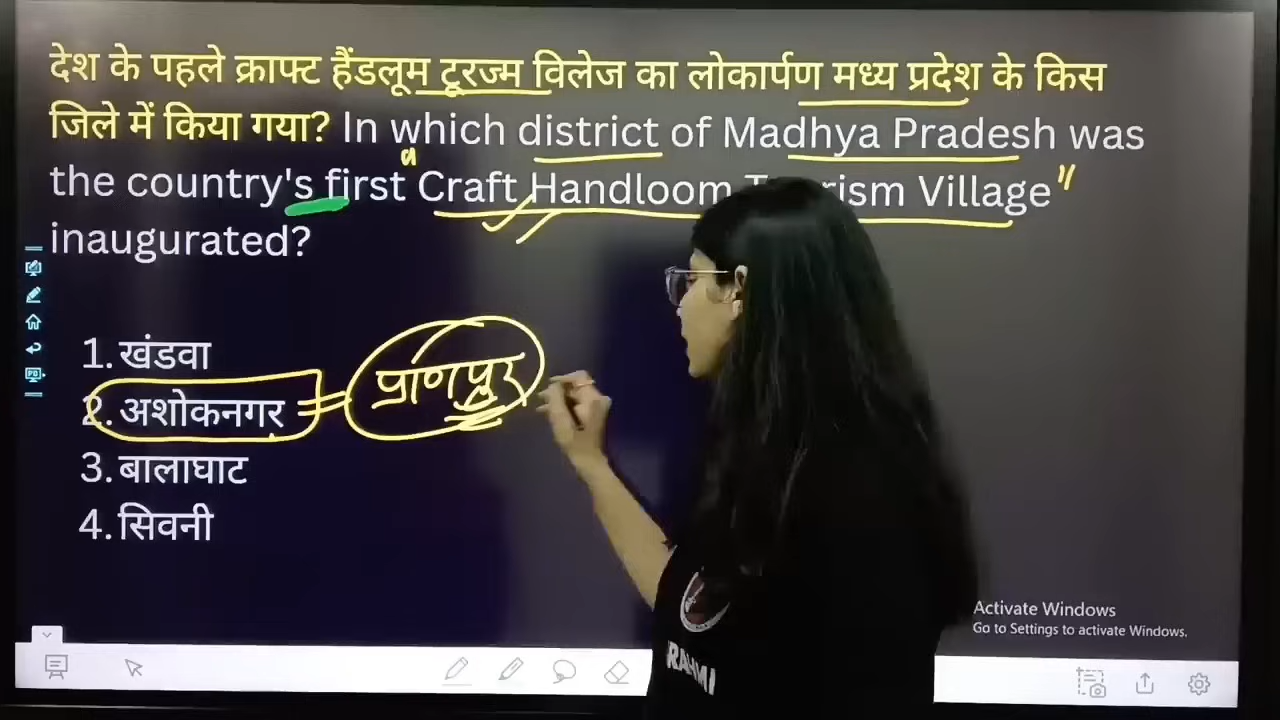 देश के पहले क्राफ्ट हैंडलूम टूरज्म विलेज का लोकार्पण मध्य प्रदेश के किस
जिले में किया गया? In which district of Madhya Pradesh was
the country's first "Craft Handloom Village"
inaugurated?
1. खंडवा
2. अशोकनगर = प्राणपुर
3. बालाघाट
4. सिवनी
Activate Windows
Go to Settings to activate Windows.